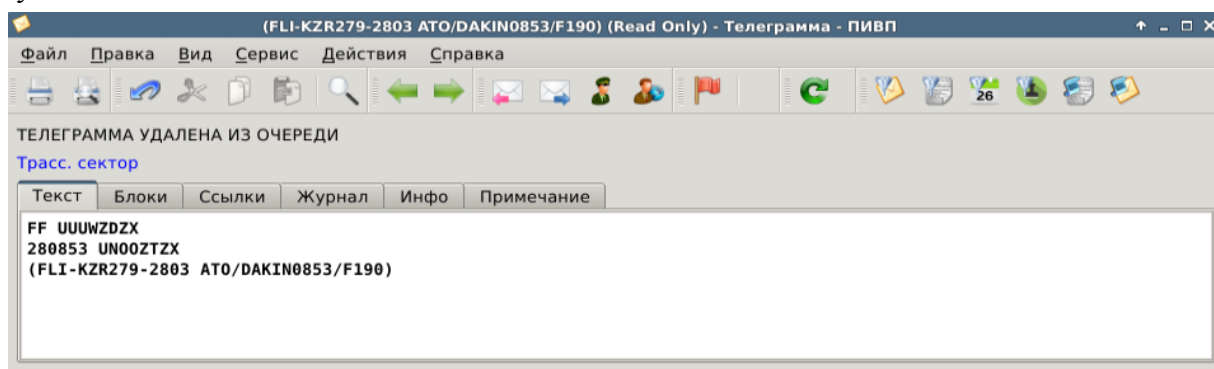 (FLI-KZR279-2803 ATO/DAKIN0853/F190) (Read Only) - Телеграмма - ПИВП
Файл Правка Вид Сервис Действия Справка
26
ТЕЛЕГРАММА УДАЛЕНА ИЗ ОЧЕРЕДИ
Трасс. сектор
Текст Блоки Ссылки Журнал Инфо Примечание
FF UUUWZDZX
280853 UNOOZTZX
(FLI-KZR279-2803 ATO/DAKIN0853/F190)